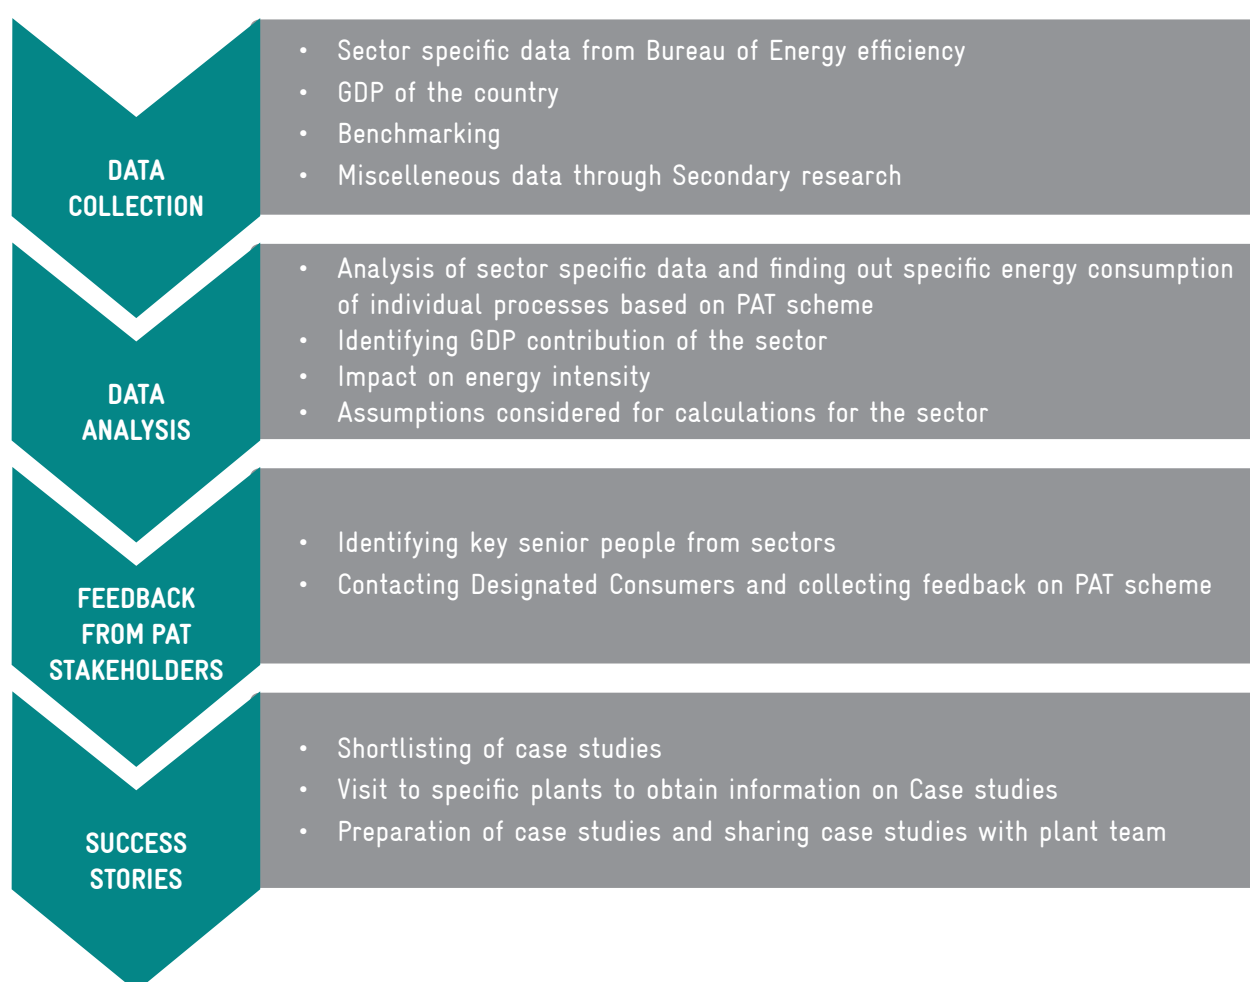 DATA
COLLECTION
• Sector specific data from Bureau of Energy efficiency
• GDP of the country
• Benchmarking
• Miscelleneous data through Secondary research
DATA
ANALYSIS
• Analysis of sector specific data and finding out specific energy consumption
of individual processes based on PAT scheme
• Identifying GDP contribution of the sector
• Impact on energy intensity
• Assumptions considered for calculations for the sector
FEEDBACK
FROM PAT
STAKEHOLDERS
• Identifying key senior people from sectors
• Contacting Designated Consumers and collecting feedback on PAT scheme
SUCCESS
STORIES
• Shortlisting of case studies
• Visit to specific plants to obtain information on Case studies
• Preparation of case studies and sharing case studies with plant team